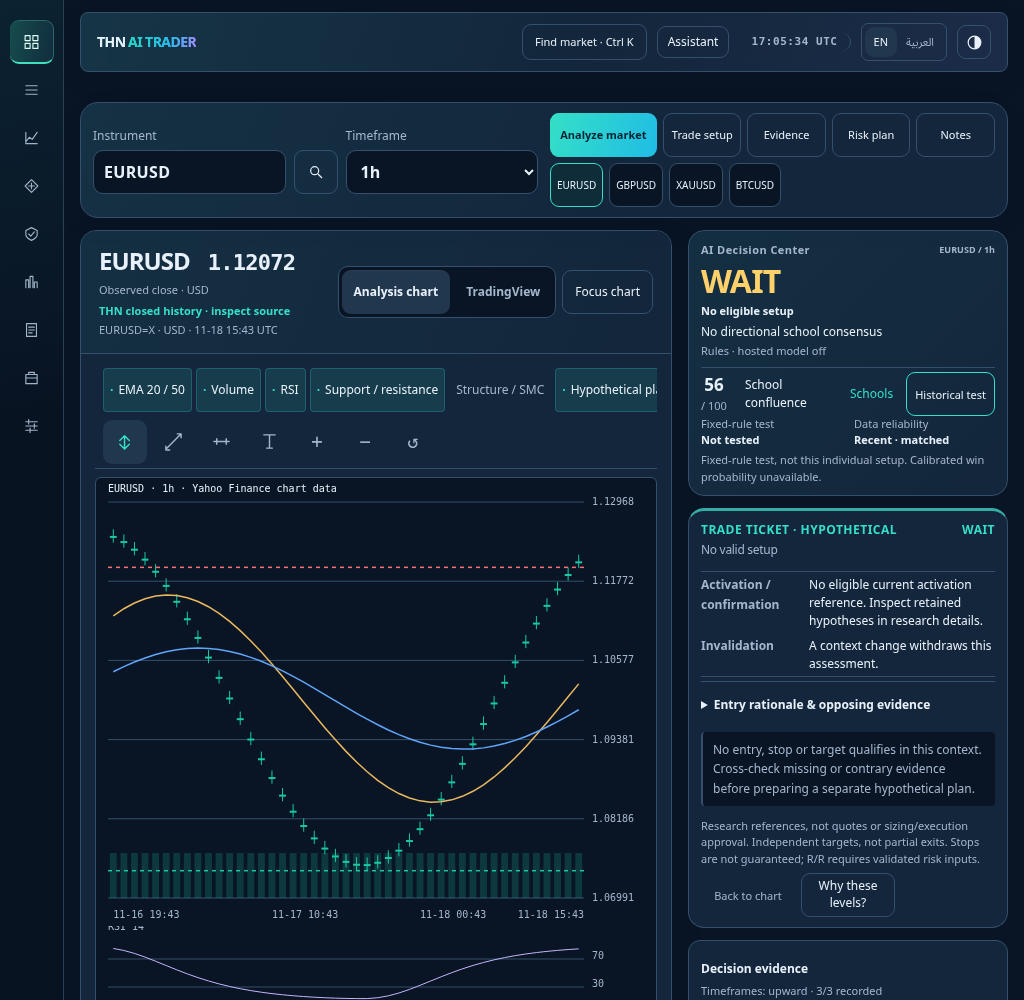 THN AI TRADER
Find market · Ctrl K
Assistant
17:05:34 UTC
EN
العربية
Instrument
EURUSD
Timeframe
1h
Analyze market
Trade setup
Evidence
Risk plan
Notes
EURUSD
GBPUSD
XAUUSD
BTCUSD
EURUSD 1.12072
Observed close · USD
THN closed history · inspect source
EURUSD=X · USD · 11-18 15:43 UTC
Analysis chart
TradingView
Focus chart
· EMA 20 / 50
· Volume
· RSI
· Support / resistance
Structure / SMC
· Hypothetical pla
EURUSD · 1h · Yahoo Finance chart data
1.12968
1.11772
1.10577
1.09381
1.08186
1.06991
11-16 19:43
11-17 10:43
11-18 00:43
11-18 15:43
RSI 14
70
30
AI Decision Center
EURUSD / 1h
WAIT
No eligible setup
No directional school consensus
Rules · hosted model off
56
/ 100
School
confluence
Schools
Historical test
Fixed-rule test
Not tested
Data reliability
Recent · matched
Fixed-rule test, not this individual setup. Calibrated win
probability unavailable.
TRADE TICKET · HYPOTHETICAL
WAIT
No valid setup
Activation /
confirmation
No eligible current activation
reference. Inspect retained
hypotheses in research details.
Invalidation
A context change withdraws this
assessment.
Entry rationale & opposing evidence
No entry, stop or target qualifies in this context.
Cross-check missing or contrary evidence
before preparing a separate hypothetical plan.
Research references, not quotes or sizing/execution
approval. Independent targets, not partial exits. Stops
are not guaranteed; R/R requires validated risk inputs.
Back to chart
Why these
levels?
Decision evidence
Timeframes: upward · 3/3 recorded